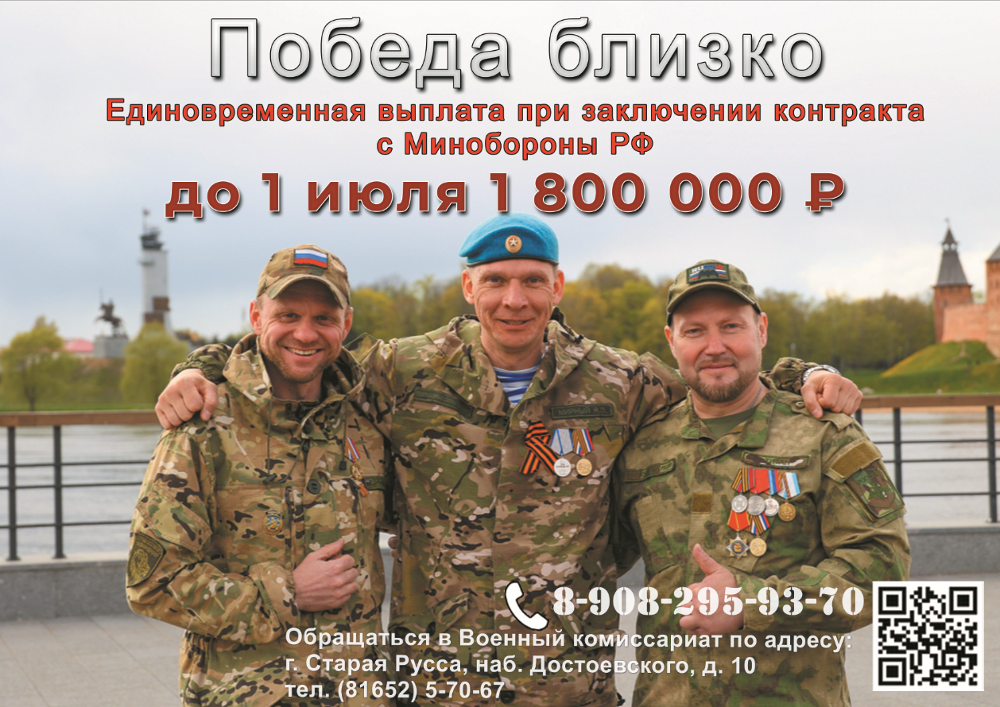 Победа близко
Единовременная выплата при заключении контракта
с Минобороны РФ
до 1 июля 1 800 000 ₽
8-908-295-93-70
Обращаться в Военный комиссариат по адресу:
г. Старая Русса, наб. Достоевского, д. 10
тел. (81652) 5-70-67